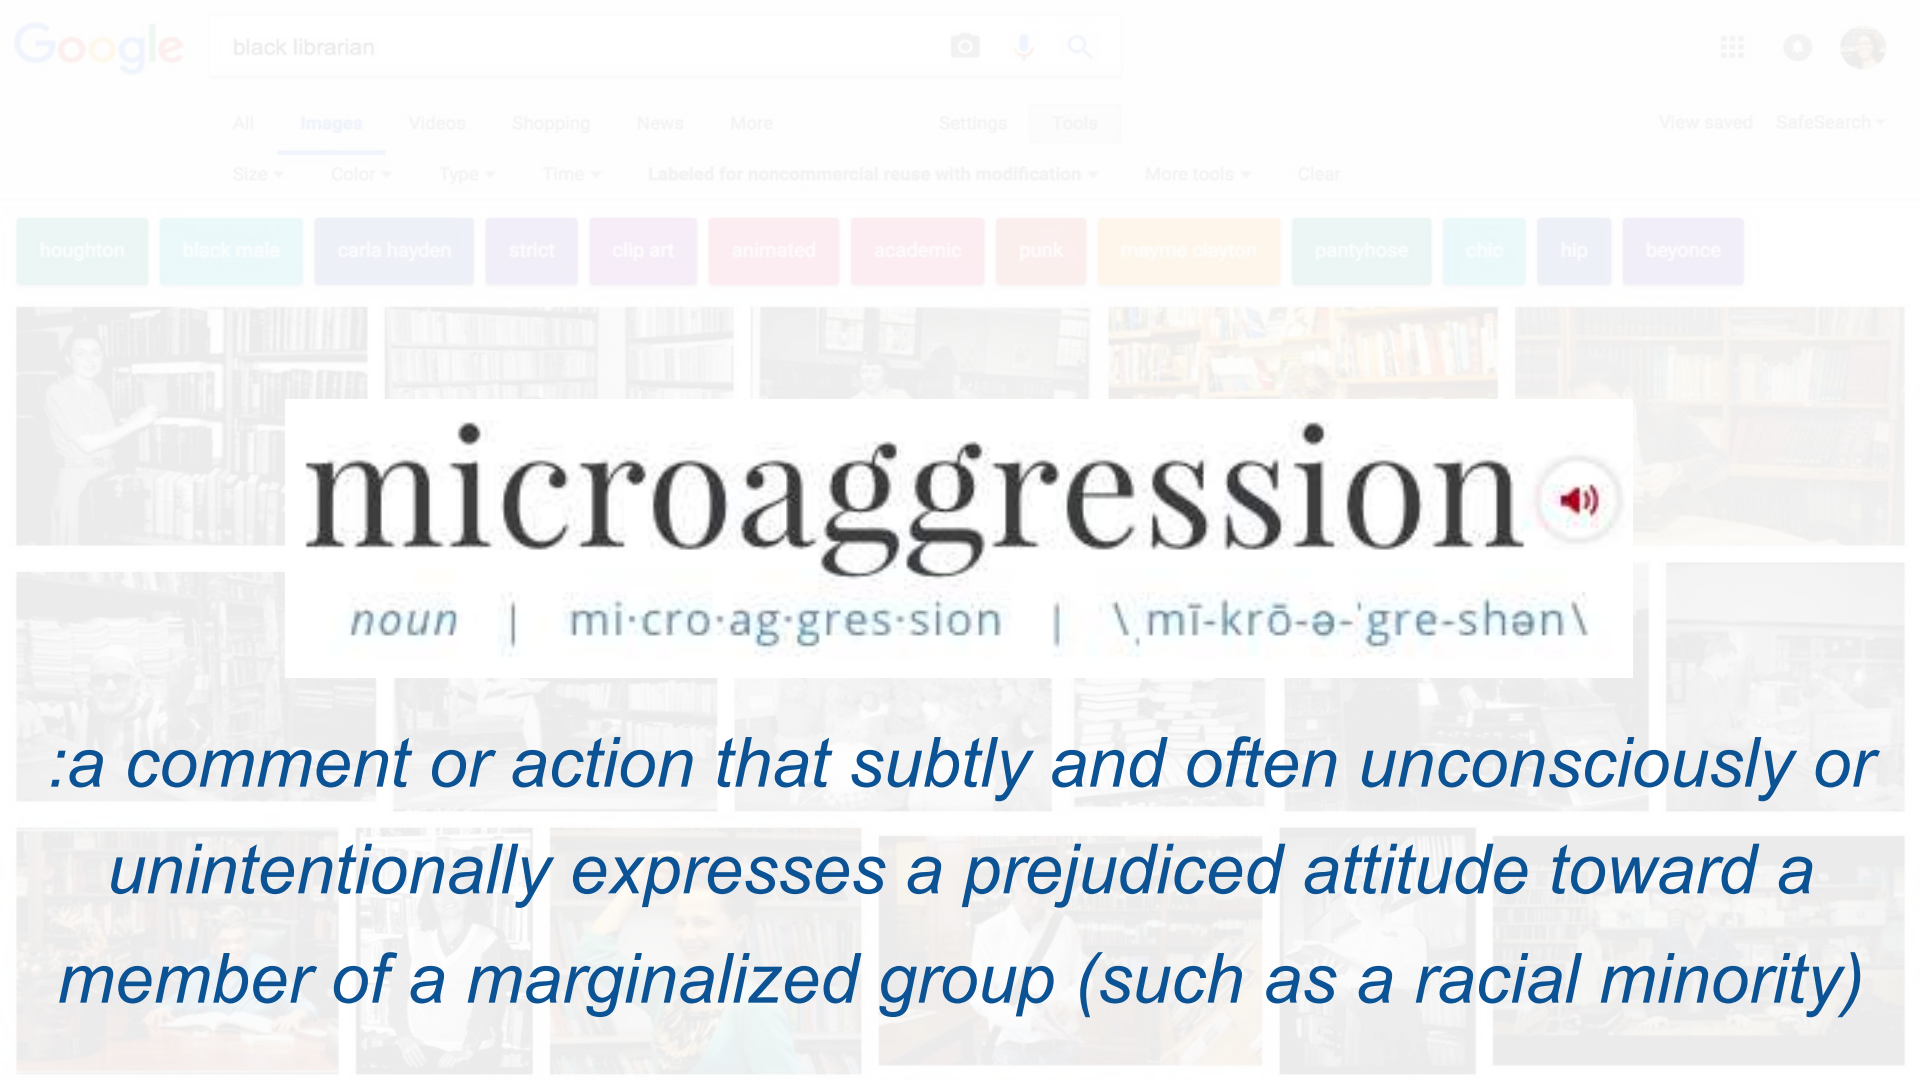 Google
black librarian
All Images Videos Shopping News More Settings Tools
View saved SafeSearch
Size Color Type Time Labeled for noncommercial reuse with modification More tools Clear
houghton black male carla hayden strict clip art animated academic punk mayme clayton pantyhose chic hip beyonce
microaggression
noun | mi·cro·ag·gres·sion | \ˌmī-krō-ə-ˈgre-shən\
:a comment or action that subtly and often unconsciously or
unintentionally expresses a prejudiced attitude toward a
member of a marginalized group (such as a racial minority)